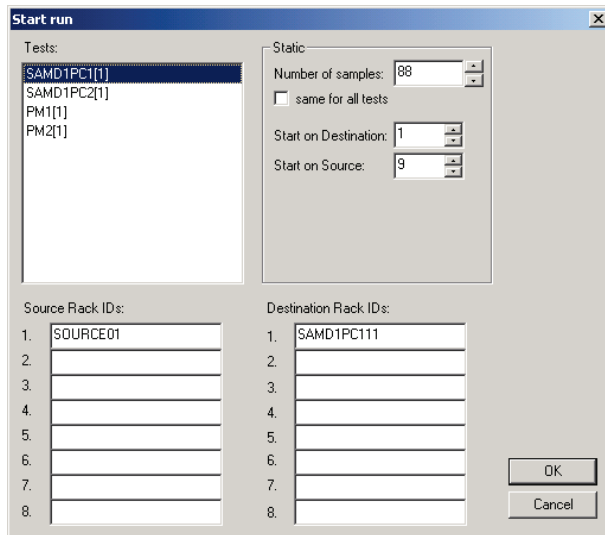 Start run
Tests:
SAMD1PC1[1]
SAMD1PC2[1]
PM1[1]
PM2[1]
Static
Number of samples: 88
same for all tests
Start on Destination: 1
Start on Source: 9
Source Rack IDs:
1. SOURCE01
2.
3.
4.
5.
6.
7.
8.
Destination Rack IDs:
1. SAMD1PC111
2.
3.
4.
5.
6.
7.
8.
OK
Cancel